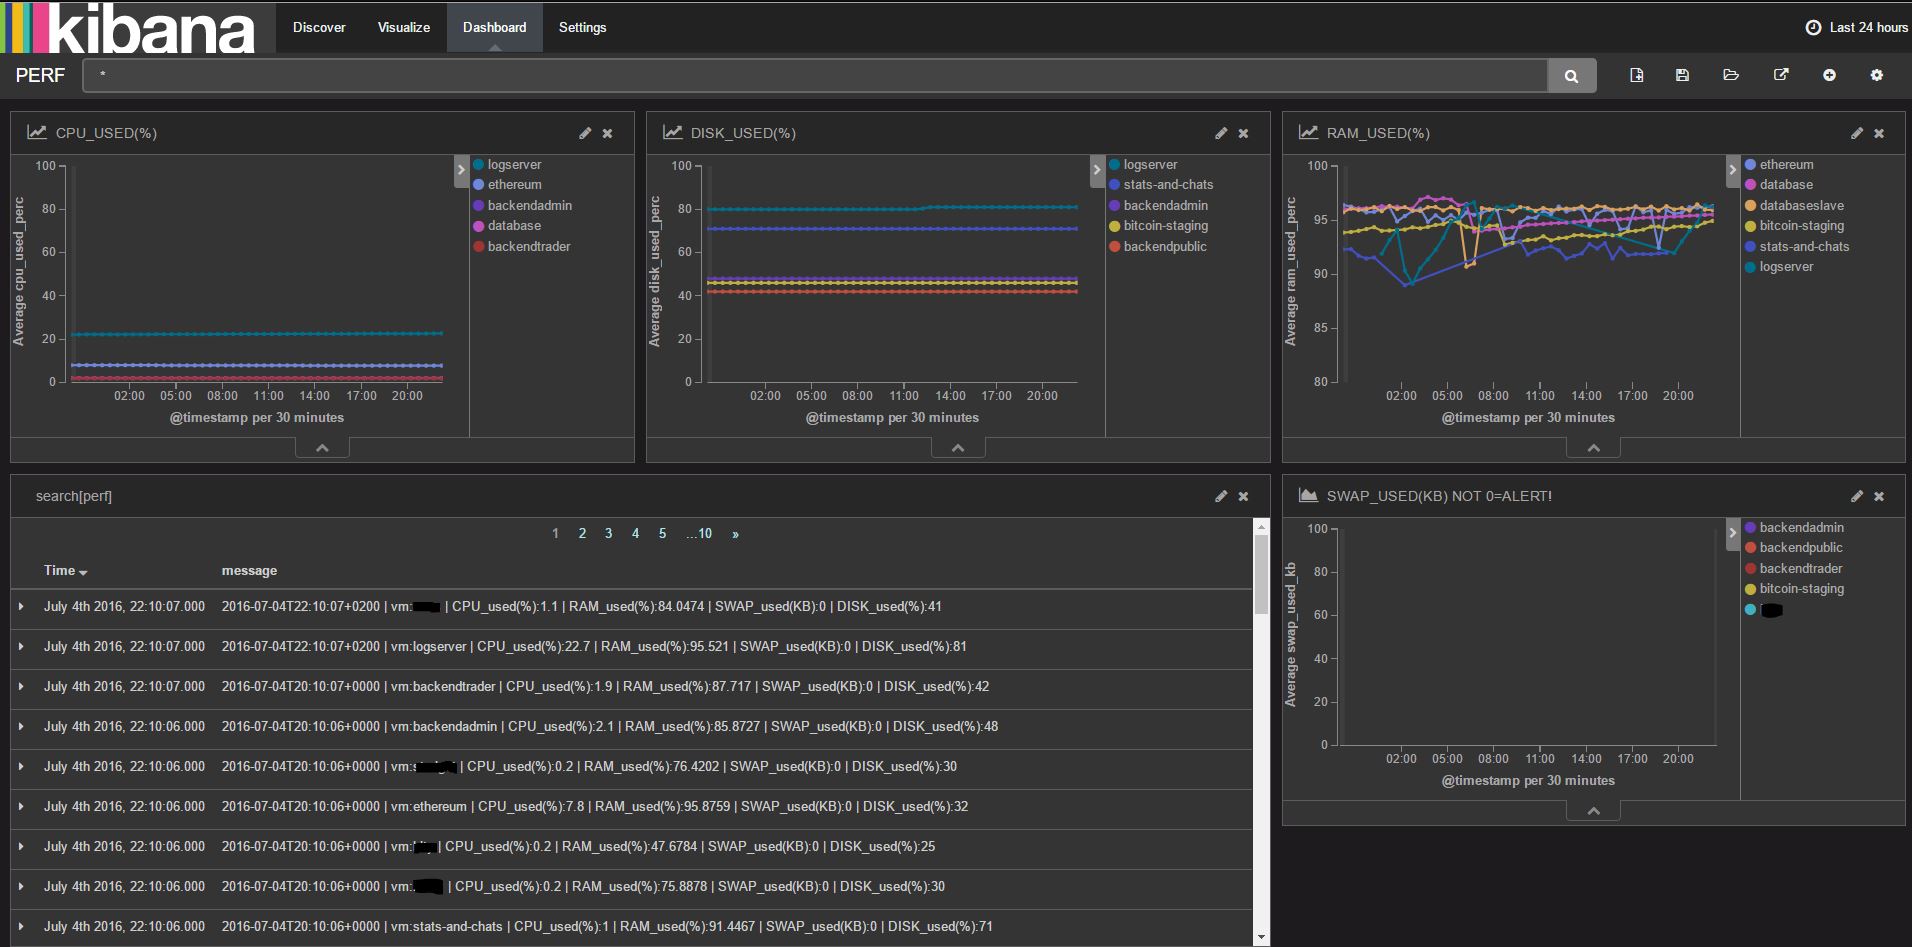 kibana Discover Visualize Dashboard Settings Last 24 hours
PERF *
CPU_USED(%)
100
80
60
40
20
0
Average cpu_used_perc
02:00 05:00 08:00 11:00 14:00 17:00 20:00
@timestamp per 30 minutes
logserver
ethereum
backendadmin
database
backendtrader
DISK_USED(%)
100
80
60
40
20
0
Average disk_used_perc
02:00 05:00 08:00 11:00 14:00 17:00 20:00
@timestamp per 30 minutes
logserver
stats-and-chats
backendadmin
bitcoin-staging
backendpublic
RAM_USED(%)
100
95
90
85
80
Average ram_used_perc
02:00 05:00 08:00 11:00 14:00 17:00 20:00
@timestamp per 30 minutes
ethereum
database
databaseslave
bitcoin-staging
stats-and-chats
logserver
search[perf]
1 2 3 4 5 ...10 »
Time message
July 4th 2016, 22:10:07.000 2016-07-04T22:10:07+0200 | vm: | CPU_used(%):1.1 | RAM_used(%):84.0474 | SWAP_used(KB):0 | DISK_used(%):41
July 4th 2016, 22:10:07.000 2016-07-04T22:10:07+0200 | vm:logserver | CPU_used(%):22.7 | RAM_used(%):95.521 | SWAP_used(KB):0 | DISK_used(%):81
July 4th 2016, 22:10:07.000 2016-07-04T20:10:07+0000 | vm:backendtrader | CPU_used(%):1.9 | RAM_used(%):87.717 | SWAP_used(KB):0 | DISK_used(%):42
July 4th 2016, 22:10:06.000 2016-07-04T20:10:06+0000 | vm:backendadmin | CPU_used(%):2.1 | RAM_used(%):85.8727 | SWAP_used(KB):0 | DISK_used(%):48
July 4th 2016, 22:10:06.000 2016-07-04T20:10:06+0000 | vm: | CPU_used(%):0.2 | RAM_used(%):76.4202 | SWAP_used(KB):0 | DISK_used(%):30
July 4th 2016, 22:10:06.000 2016-07-04T20:10:06+0000 | vm:ethereum | CPU_used(%):7.8 | RAM_used(%):95.8759 | SWAP_used(KB):0 | DISK_used(%):32
July 4th 2016, 22:10:06.000 2016-07-04T20:10:06+0000 | vm: | CPU_used(%):0.2 | RAM_used(%):47.6784 | SWAP_used(KB):0 | DISK_used(%):25
July 4th 2016, 22:10:06.000 2016-07-04T20:10:06+0000 | vm: | CPU_used(%):0.2 | RAM_used(%):75.8878 | SWAP_used(KB):0 | DISK_used(%):30
July 4th 2016, 22:10:06.000 2016-07-04T20:10:06+0000 | vm:stats-and-chats | CPU_used(%):1 | RAM_used(%):91.4467 | SWAP_used(KB):0 | DISK_used(%):71
SWAP_USED(KB) NOT 0=ALERT!
100
80
60
40
20
0
Average swap_used_kb
02:00 05:00 08:00 11:00 14:00 17:00 20:00
@timestamp per 30 minutes
backendadmin
backendpublic
backendtrader
bitcoin-staging